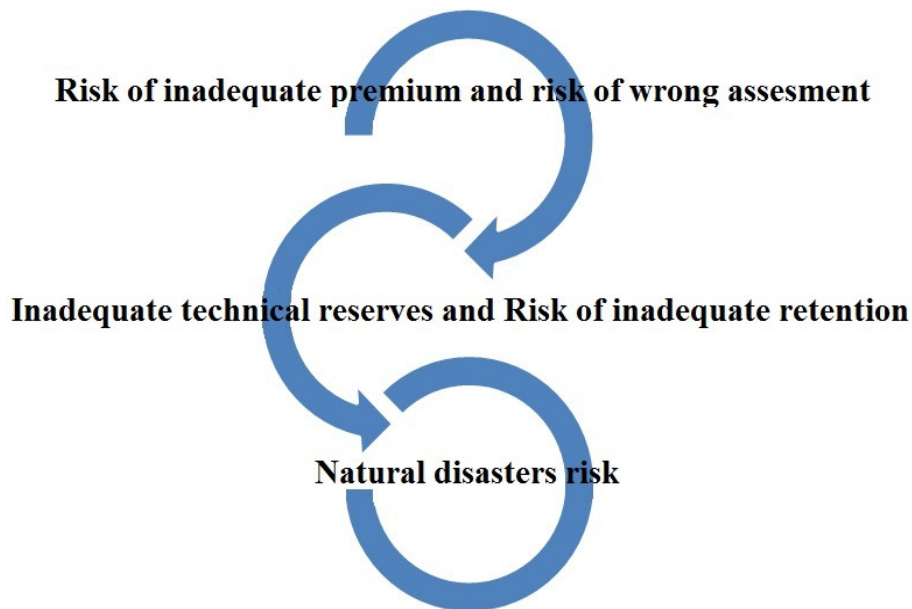 Risk of inadequate premium and risk of wrong assesment
Inadequate technical reserves and Risk of inadequate retention
Natural disasters risk